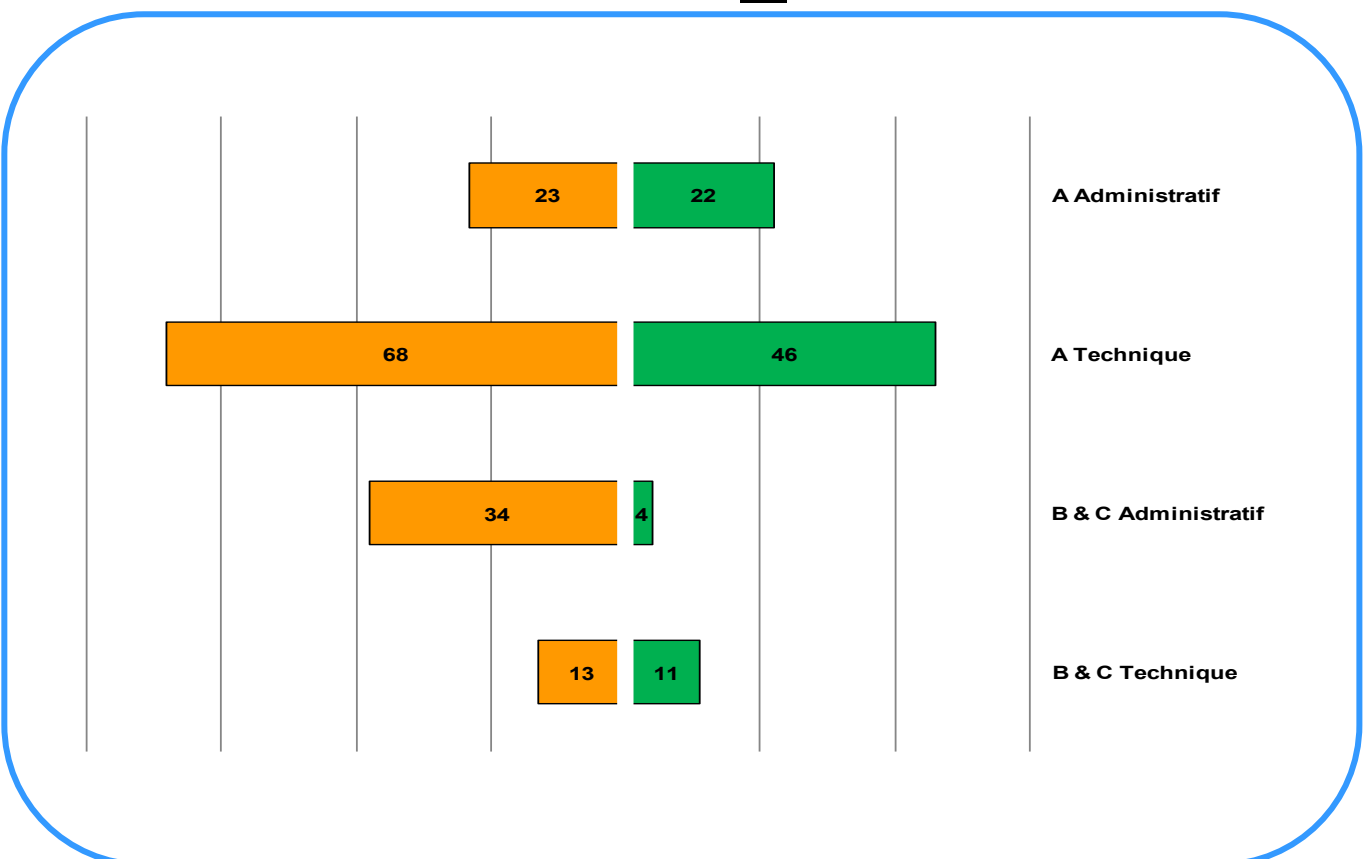 23 22 A Administratif
68 46 A Technique
34 4 B & C Administratif
13 11 B & C Technique